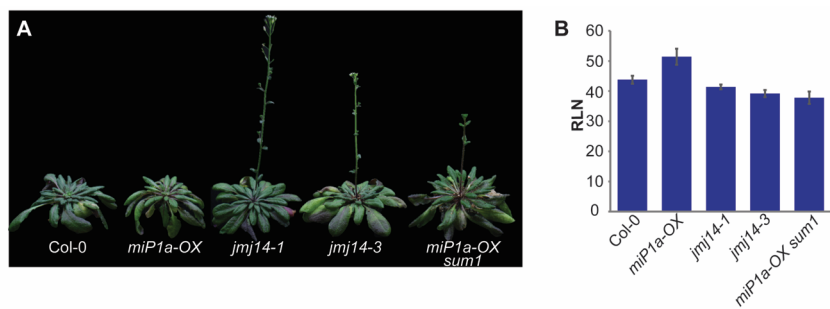 A
Col-0
miP1a-OX
jmj14-1
jmj14-3
miP1a-OX
sum1
B
RLN
60
50
40
30
20
10
0
Col-0
miP1a-OX
jmj14-1
jmj14-3
miP1a-OX sum1